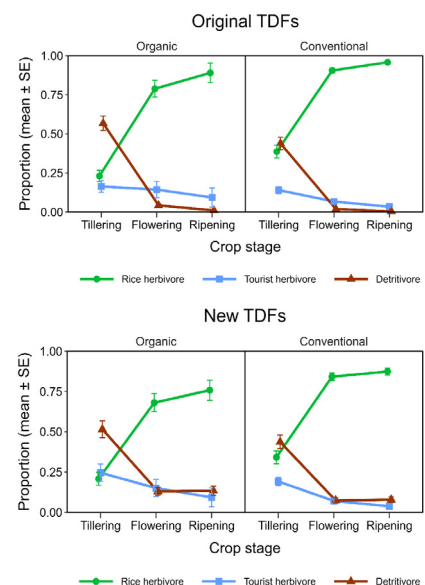 Original TDFs
Organic Conventional
Proportion (mean ± SE)
1.00
0.75
0.50
0.25
0.00
Tillering Flowering Ripening Tillering Flowering Ripening
Crop stage
Rice herbivore Tourist herbivore Detritivore
New TDFs
Organic Conventional
Proportion (mean ± SE)
1.00
0.75
0.50
0.25
0.00
Tillering Flowering Ripening Tillering Flowering Ripening
Crop stage
Rice herbivore Tourist herbivore Detritivore